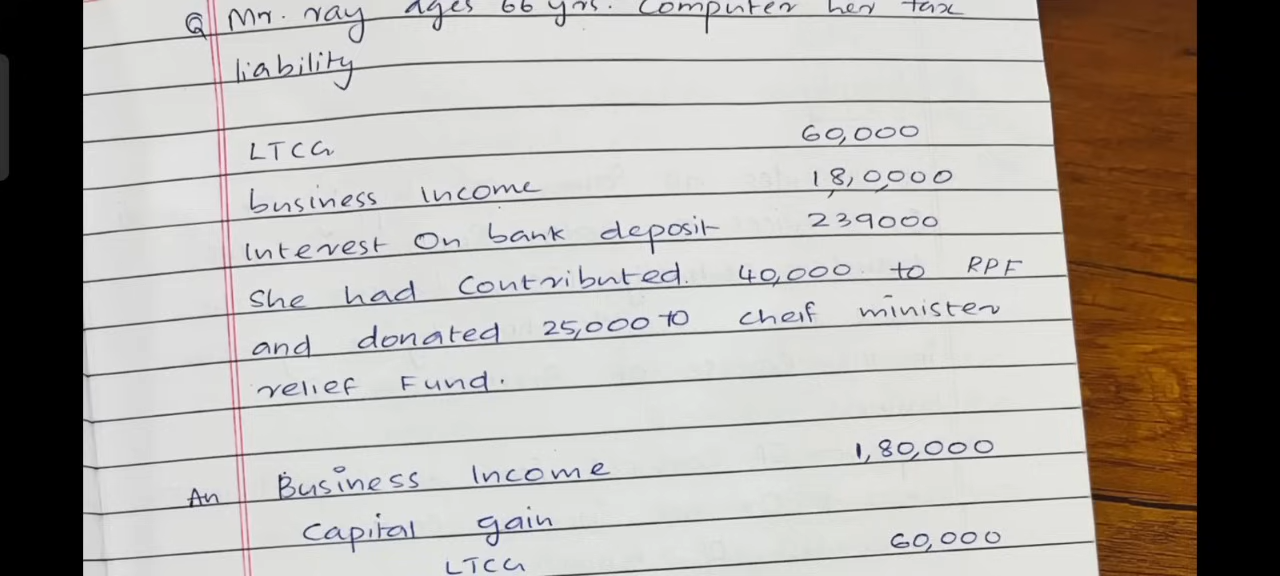 Q Mr. ray ages 66 yrs. Computer her tax
liability
LTCG 60,000
business Income 18,0,000
Interest On bank deposit 239000
She had Contributed. 40,000 to RPF
and donated 25,000 to cheif minister
relief Fund.
An Business Income 1,80,000
Capital gain
LTCG 60,000